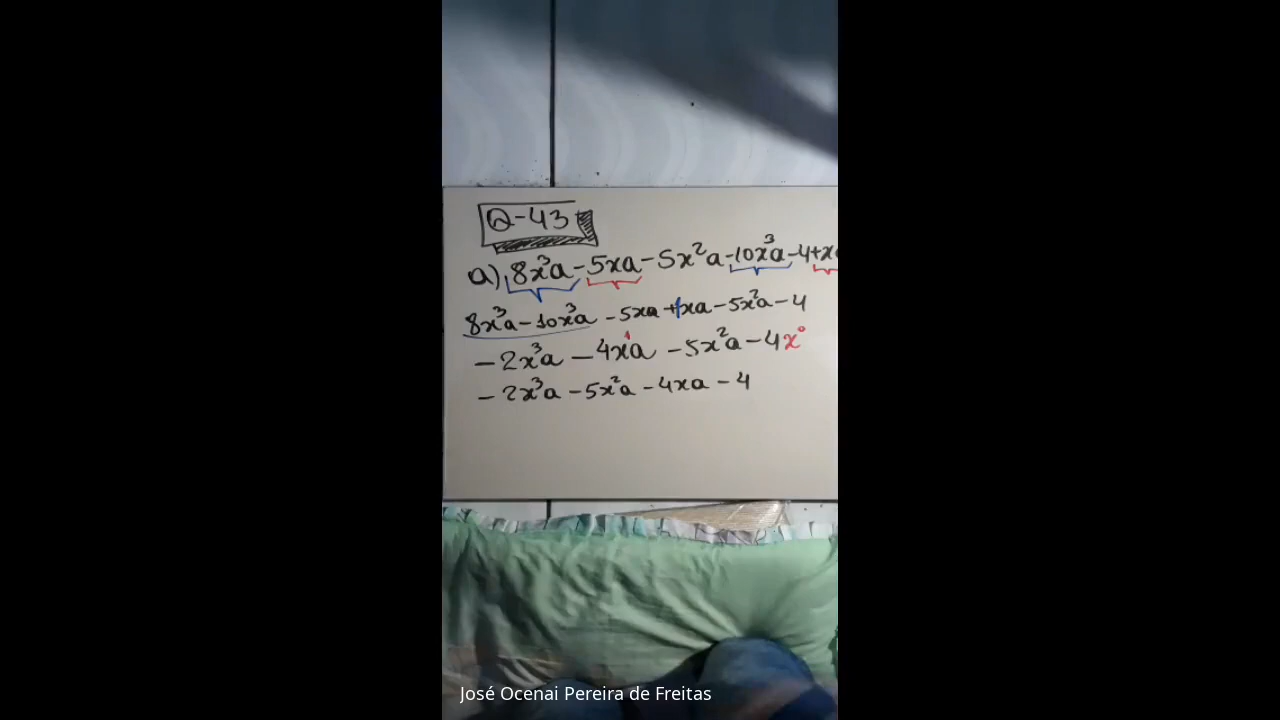 Q-43
a) 8x³a-5xa-5x²a-10x³a-4+x
8x³a-10x³a -5xa+1xa-5x²a-4
-2x³a -4x¹a -5x²a-4x⁰
-2x³a-5x²a-4xa-4
José Ocenai Pereira de Freitas